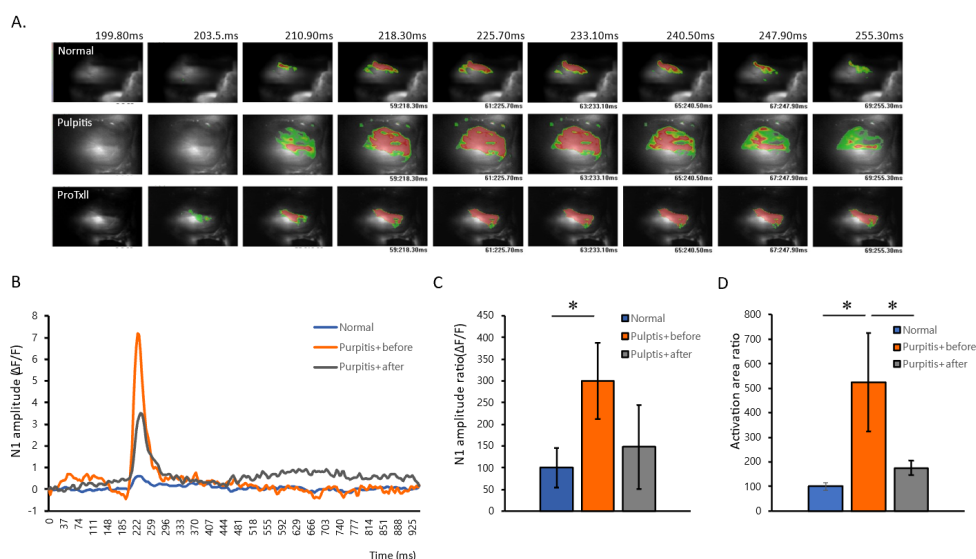 A.
199.80ms 203.5.ms 210.90ms 218.30ms 225.70ms 233.10ms 240.50ms 247.90ms 255.30ms
Normal
59:218.30ms 61:225.70ms 63:233.10ms 65:240.50ms 67:247.90ms 69:255.30ms
Pulpitis
59:218.30ms 61:225.70ms 63:233.10ms 65:240.50ms 67:247.90ms 69:255.30ms
ProTxII
59:218.30ms 61:225.70ms 63:233.10ms 65:240.50ms 67:247.90ms 69:255.30ms
B
N1 amplitude (ΔF/F)
8
7
6
5
4
3
2
1
0
-1
Normal
Purpitis+before
Purpitis+after
0 37 74 111 148 185 222 259 296 333 370 407 444 481 518 555 592 629 666 703 740 777 814 851 888 925
Time (ms)
C
N1 amplitude ratio(ΔF/F)
450
400
350
300
250
200
150
100
50
0
*
Normal
Pulptis+before
Pulptis+after
D
Activation area ratio
800
700
600
500
400
300
200
100
0
* *
Normal
Purpitis+before
Purpitis+after